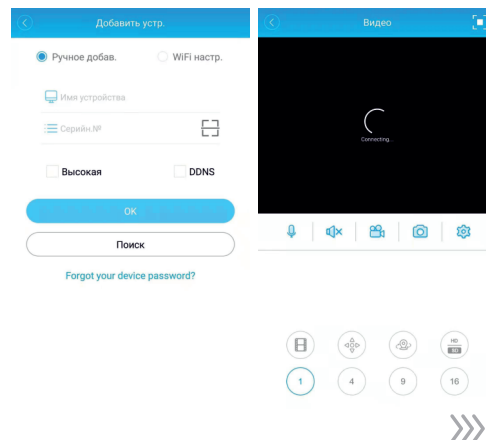 Добавить устр.
Ручное добав.
WiFi настр.
Имя устройства
Серийн.№
Высокая
DDNS
OK
Поиск
Forgot your device password?
Видео
Connecting...
HD
SD
1
4
9
16